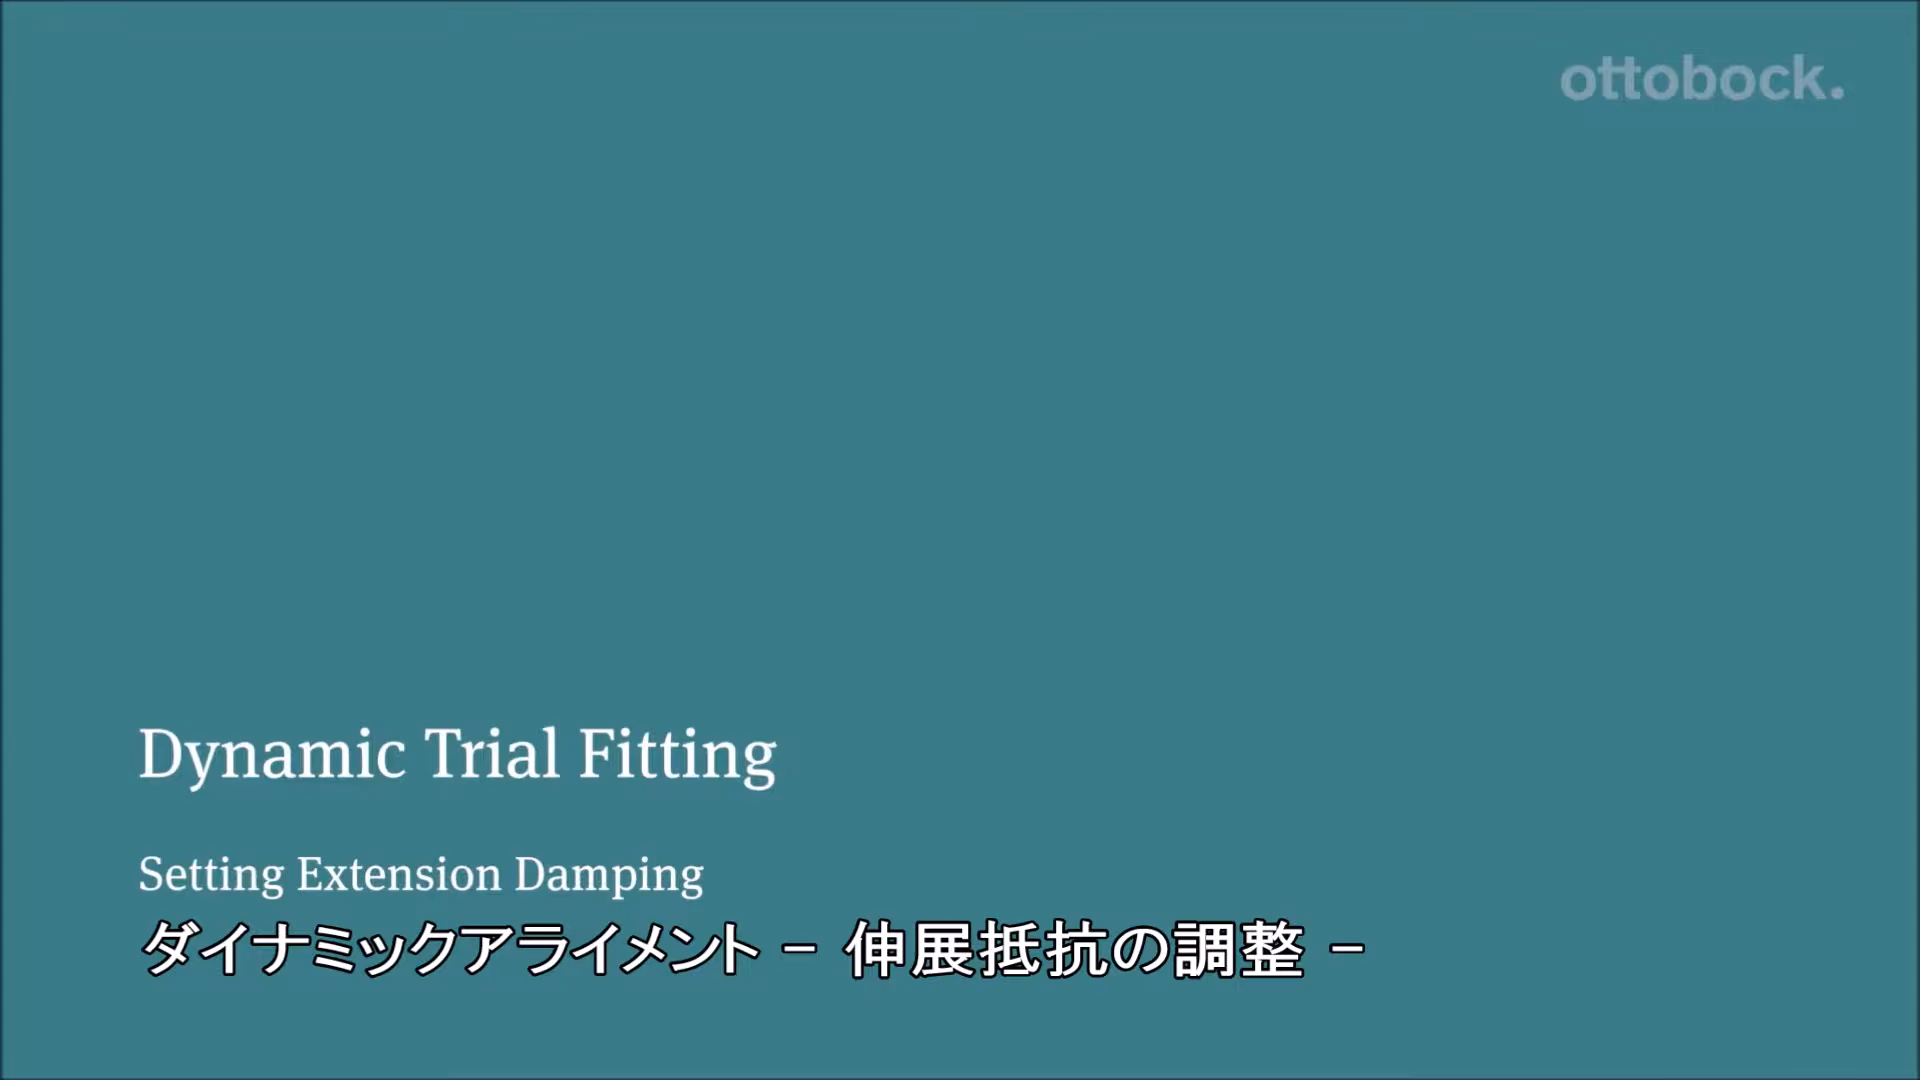 ottobock.
Dynamic Trial Fitting
Setting Extension Damping
ダイナミックアライメント － 伸展抵抗の調整 －